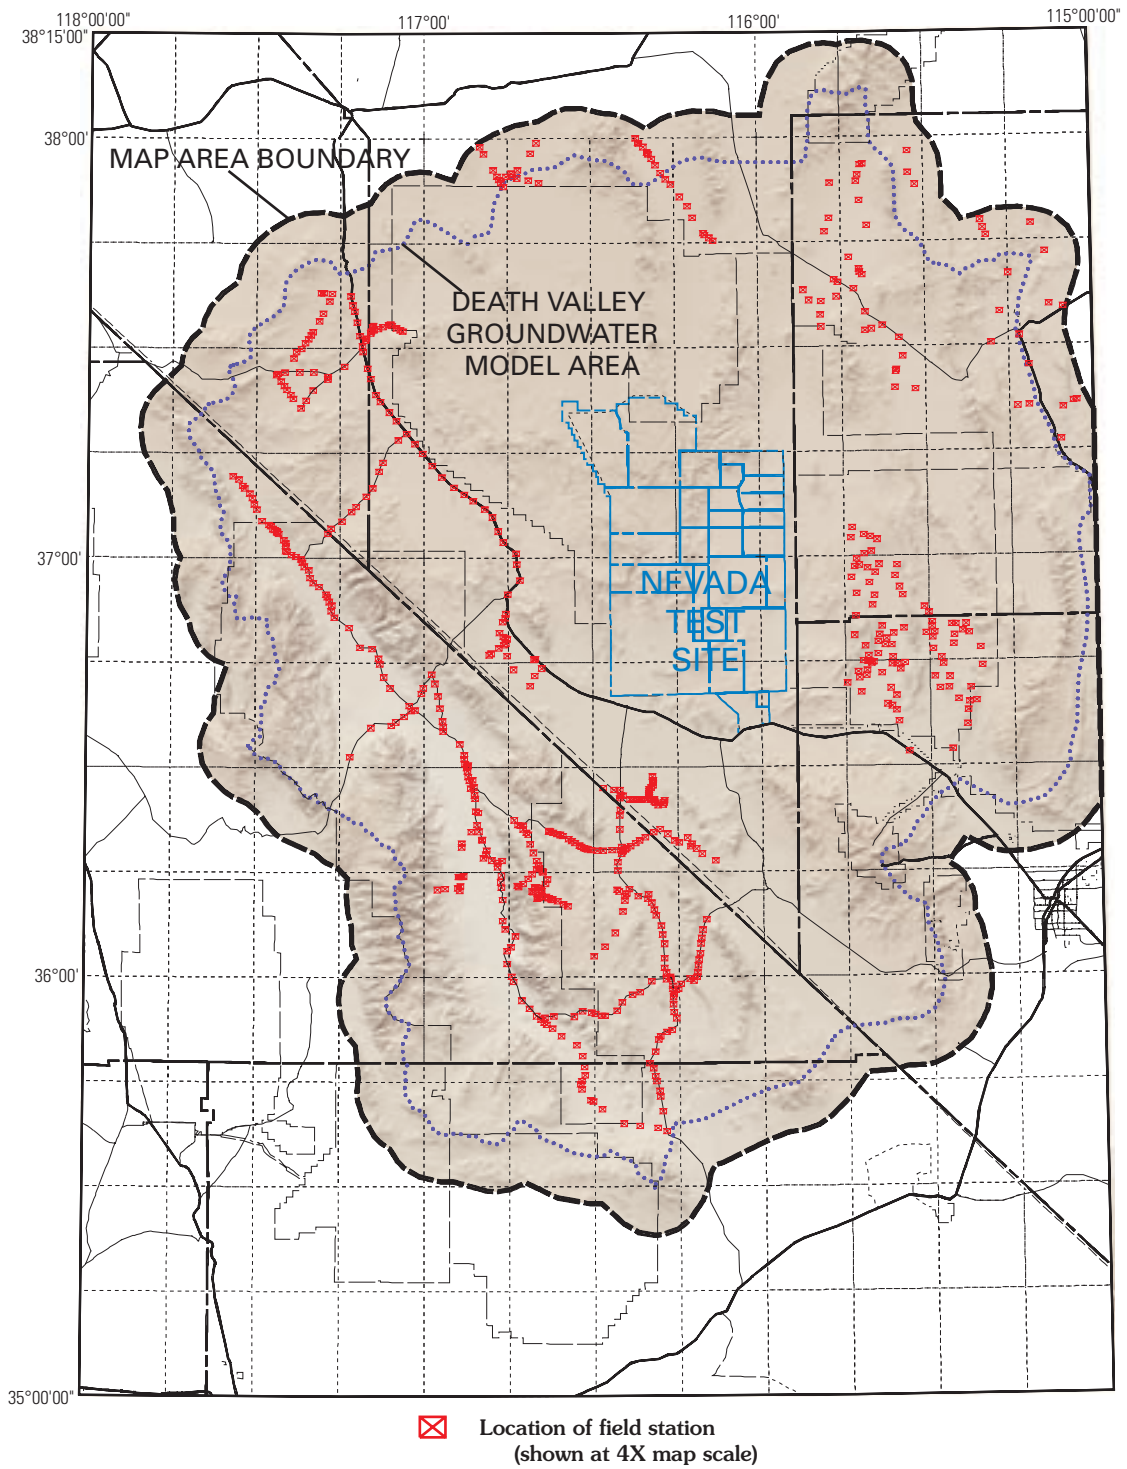 118°00'00"
117°00'
116°00'
115°00'00"
38°15'00"
38°00'
MAP AREA BOUNDARY
DEATH VALLEY
GROUNDWATER
MODEL AREA
37°00'
NEVADA
TEST
SITE
36°00'
35°00'00"
Location of field station
(shown at 4X map scale)